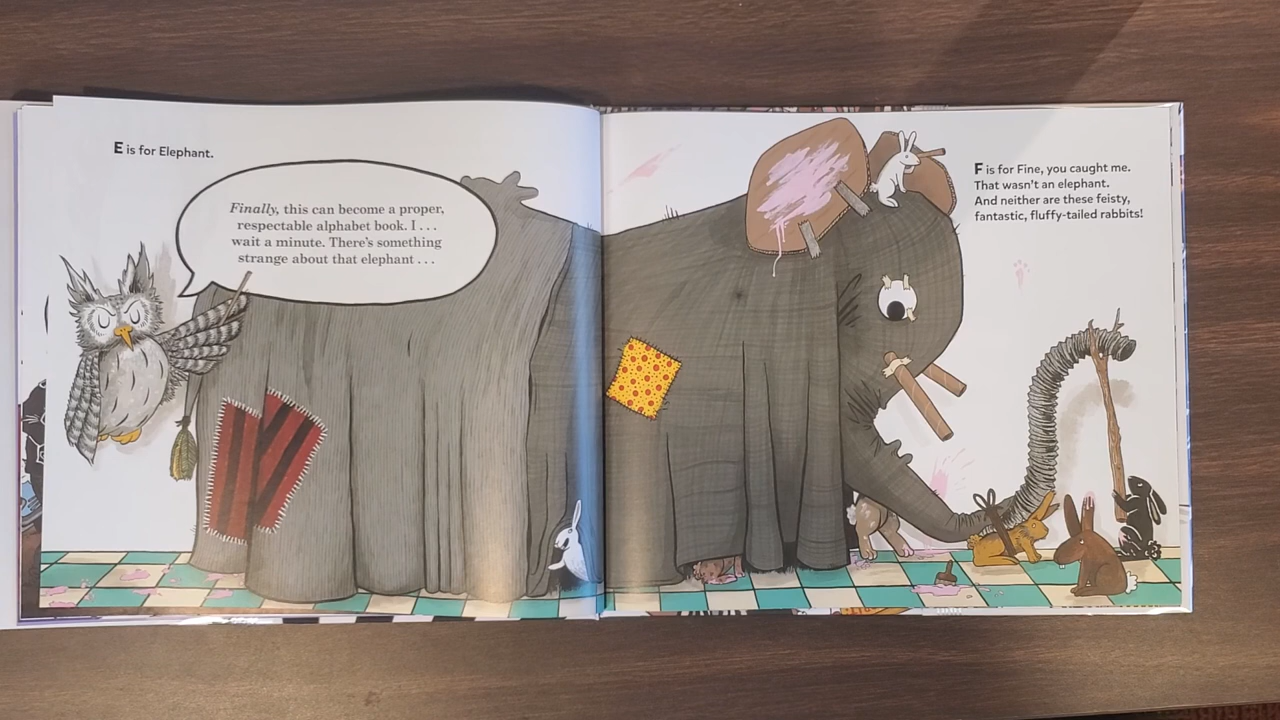 E is for Elephant.
Finally, this can become a proper,
respectable alphabet book. I . . .
wait a minute. There's something
strange about that elephant . . .
F is for Fine, you caught me.
That wasn't an elephant.
And neither are these feisty,
fantastic, fluffy-tailed rabbits!